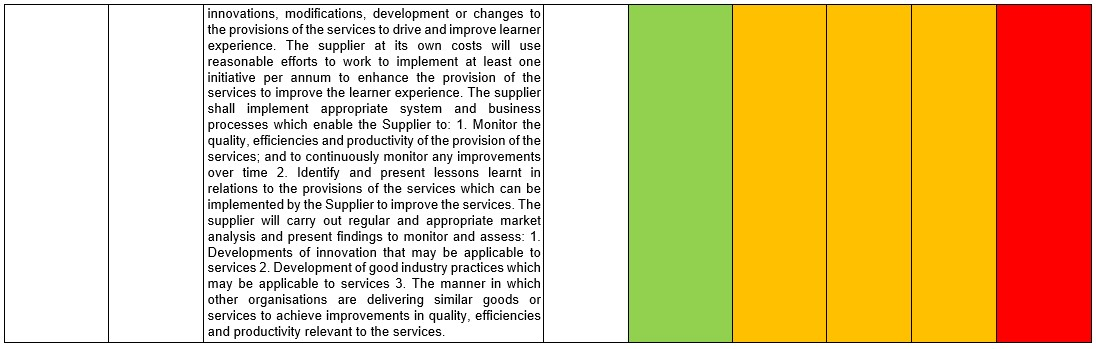 innovations, modifications, development or changes to
the provisions of the services to drive and improve learner
experience. The supplier at its own costs will use
reasonable efforts to work to implement at least one
initiative per annum to enhance the provision of the
services to improve the learner experience. The supplier
shall implement appropriate system and business
processes which enable the Supplier to: 1. Monitor the
quality, efficiencies and productivity of the provision of the
services; and to continuously monitor any improvements
over time 2. Identify and present lessons learnt in
relations to the provisions of the services which can be
implemented by the Supplier to improve the services. The
supplier will carry out regular and appropriate market
analysis and present findings to monitor and assess: 1.
Developments of innovation that may be applicable to
services 2. Development of good industry practices which
may be applicable to services 3. The manner in which
other organisations are delivering similar goods or
services to achieve improvements in quality, efficiencies
and productivity relevant to the services.